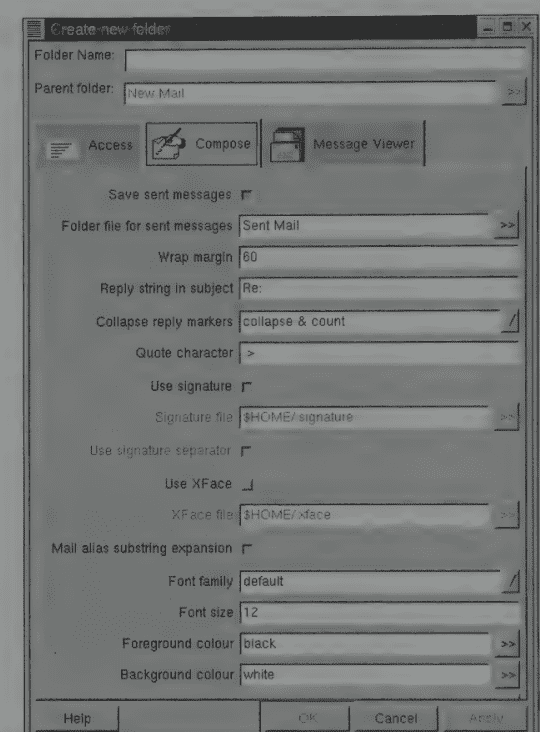 Create new folder
Folder Name:
Parent folder: New Mail >>
Access Compose Message Viewer
Save sent messages
Folder file for sent messages Sent Mail >>
Wrap margin 60
Reply string in subject Re:
Collapse reply markers collapse & count /
Quote character >
Use signature
Signature file $HOME/.signature >>
Use signature separator
Use XFace
XFace file $HOME/.xface >>
Mail alias substring expansion
Font family default /
Font size 12
Foreground colour black >>
Background colour white >>
Help OK Cancel Apply